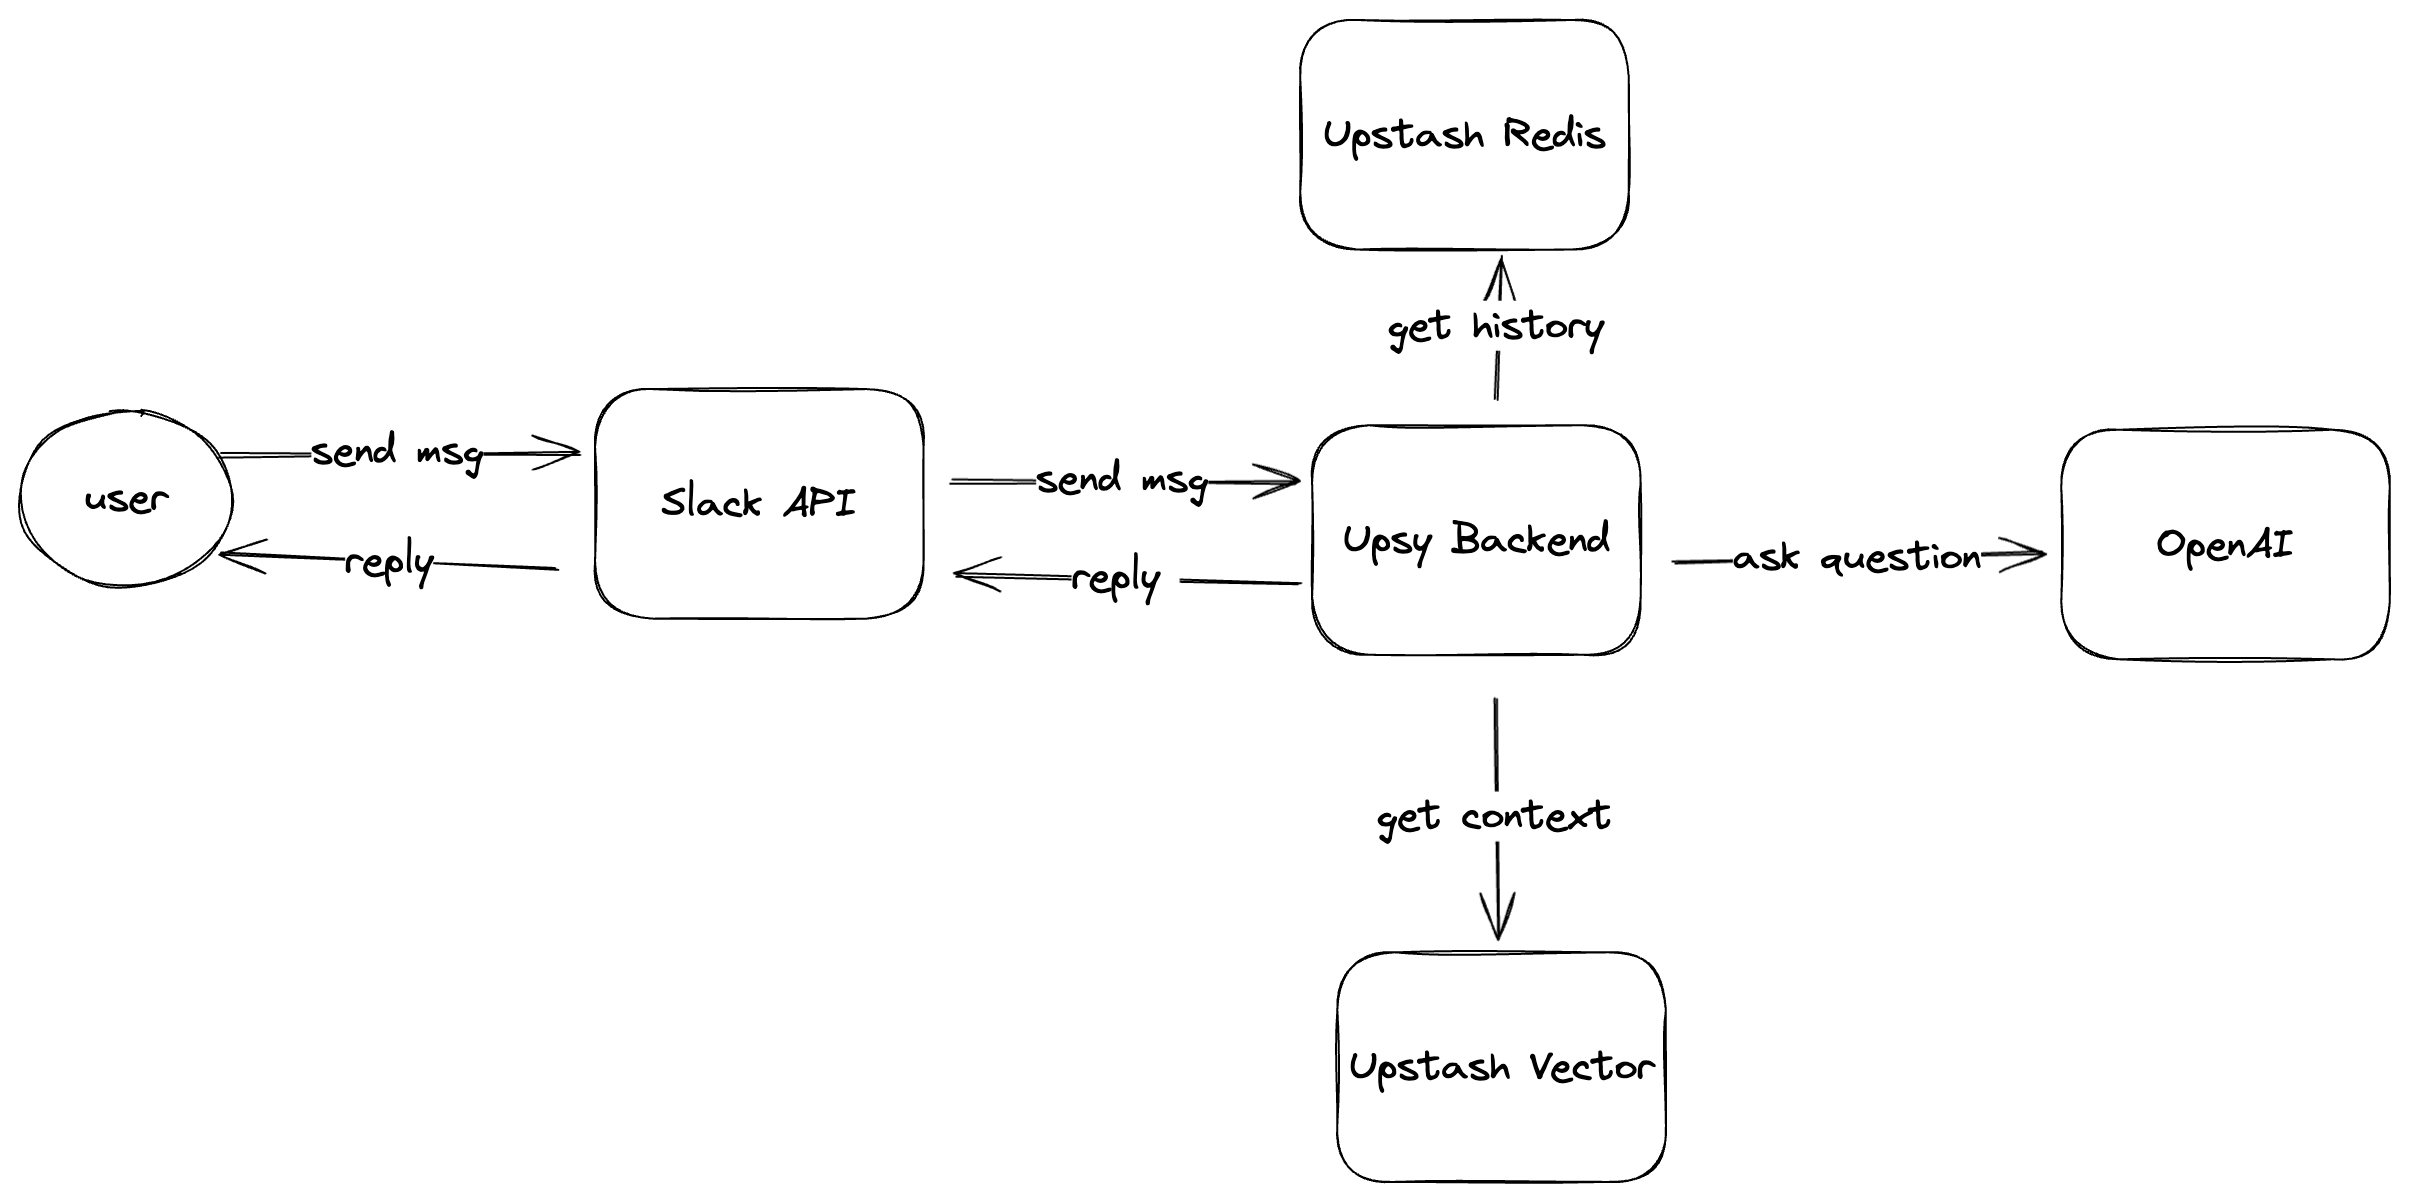 Upstash Redis
get history
send msg
user
reply
Slack API
send msg
reply
Upsy Backend
ask question
OpenAI
get context
Upstash Vector